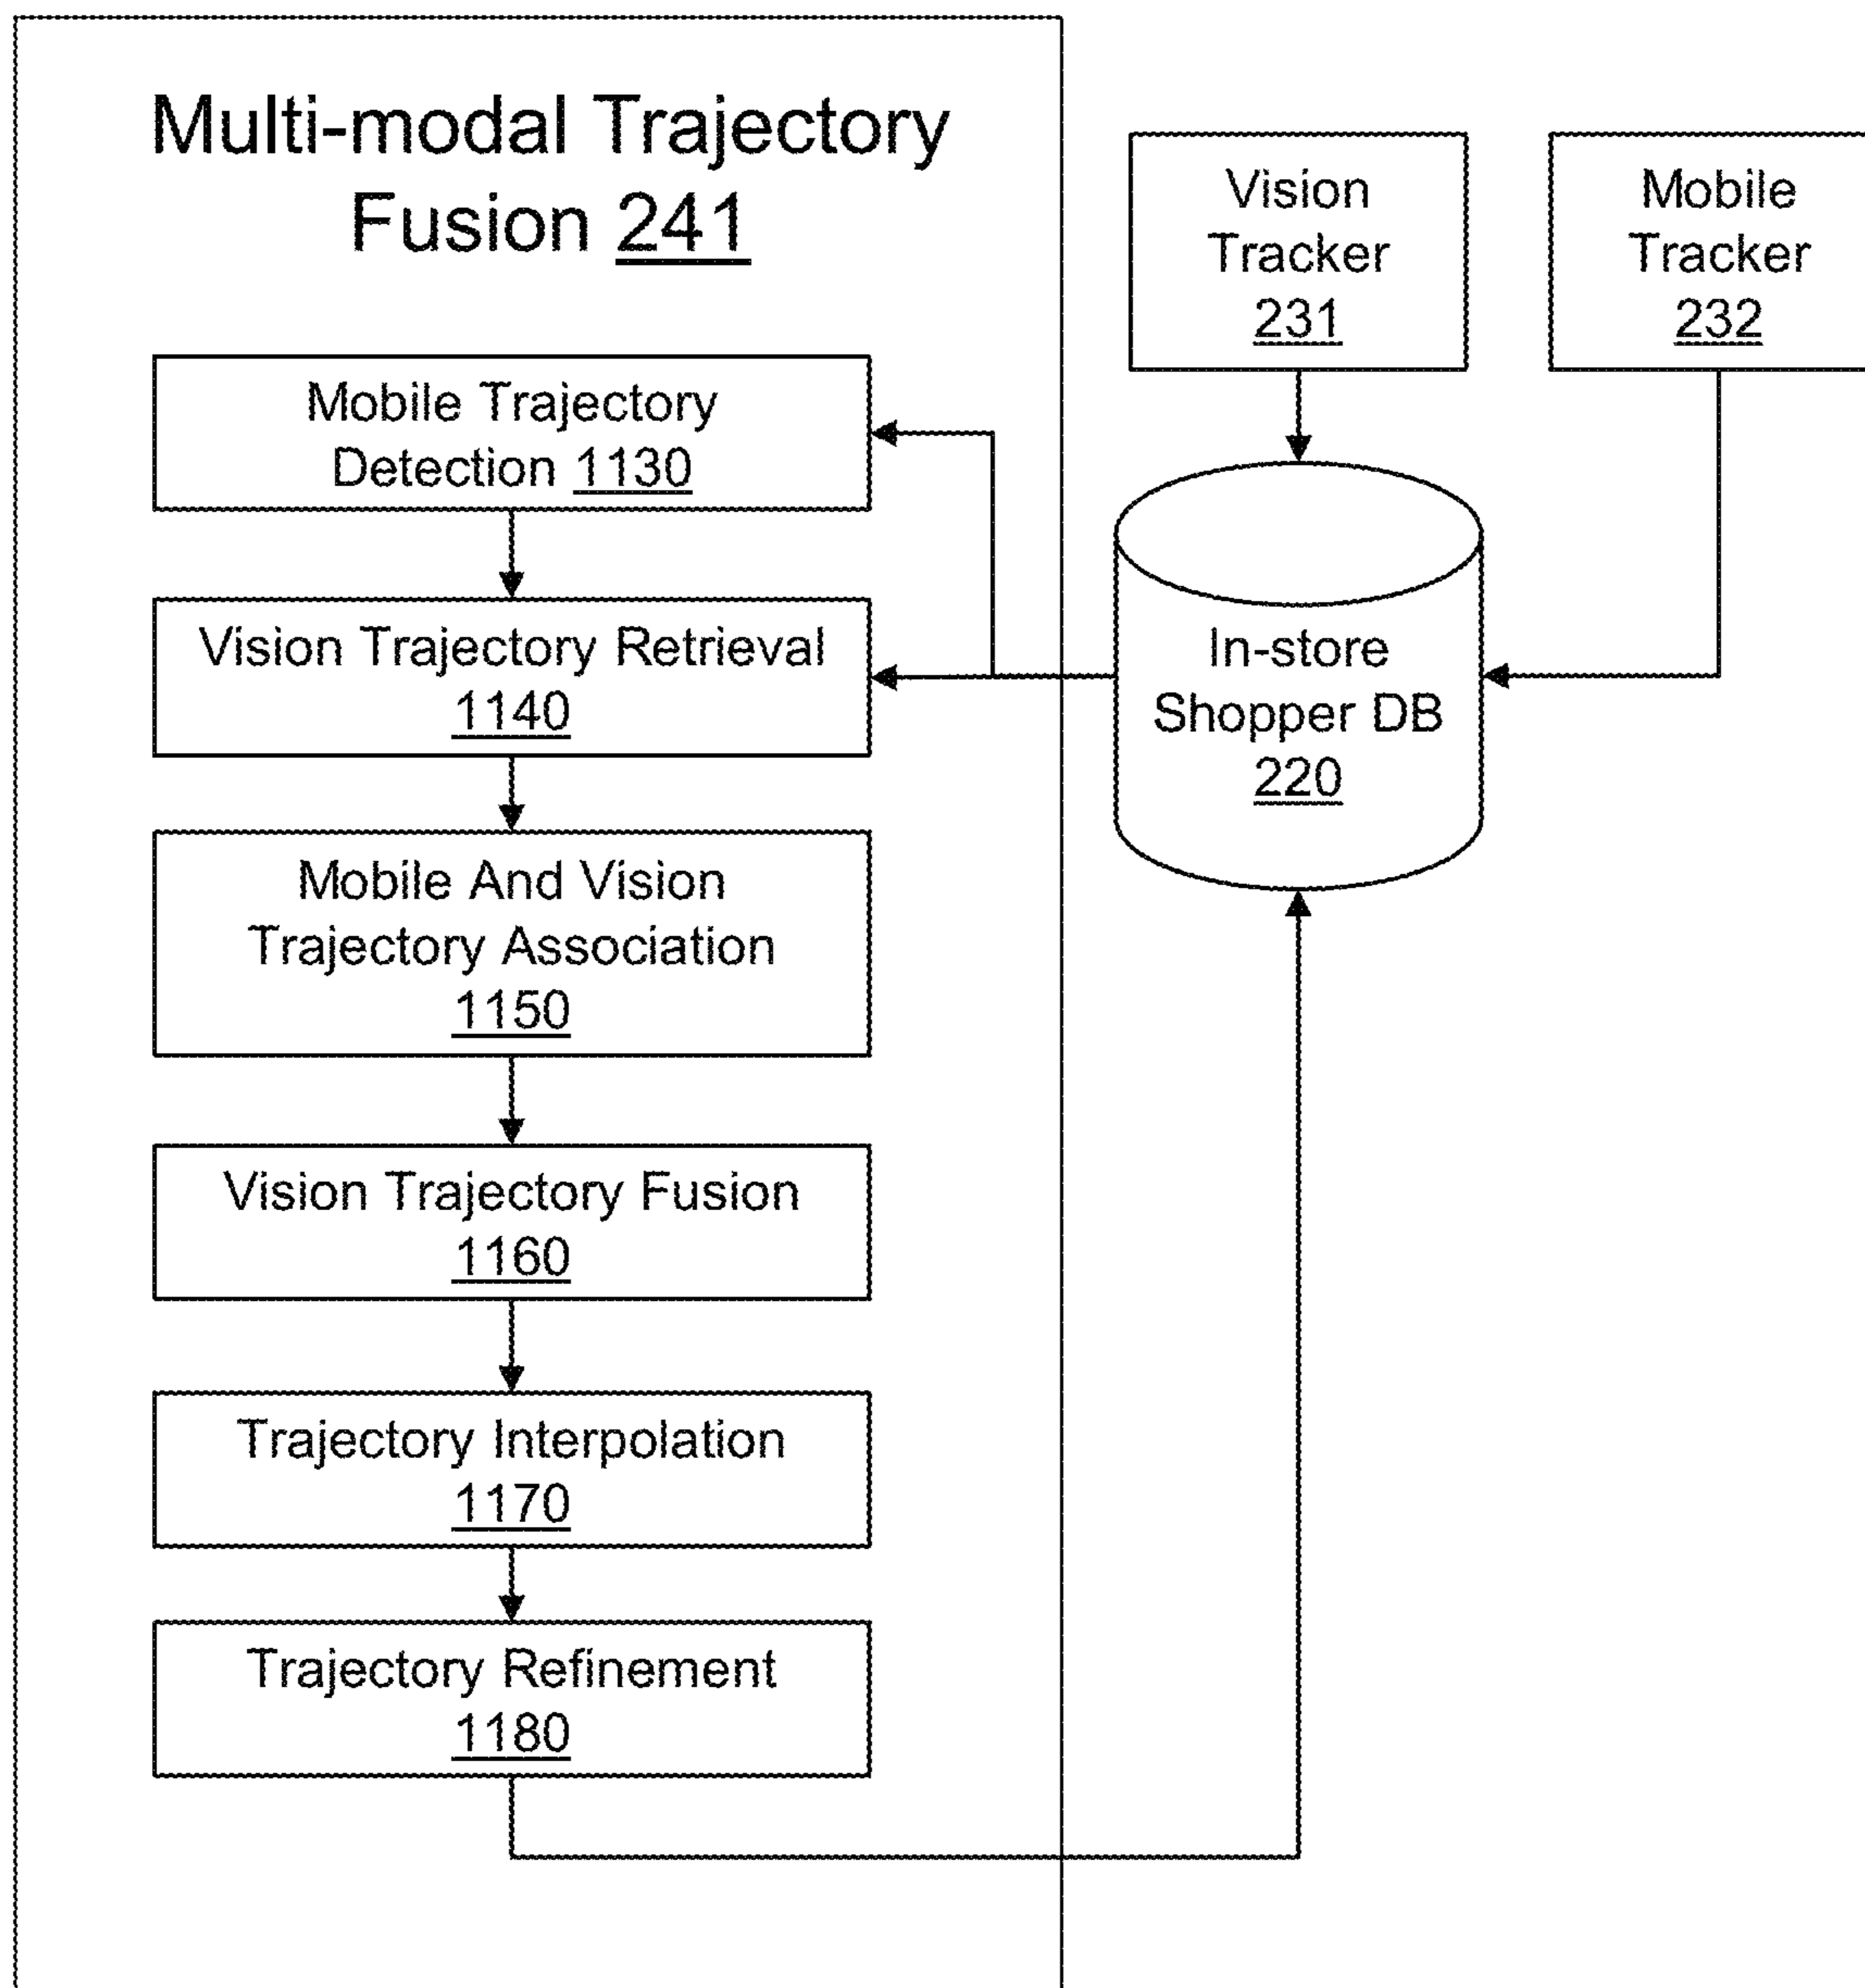 Multi-modal Trajectory
Fusion 241
Vision
Tracker
231
Mobile
Tracker
232
Mobile Trajectory
Detection 1130
Vision Trajectory Retrieval
1140
In-store
Shopper DB
220
Mobile And Vision
Trajectory Association
1150
Vision Trajectory Fusion
1160
Trajectory Interpolation
1170
Trajectory Refinement
1180